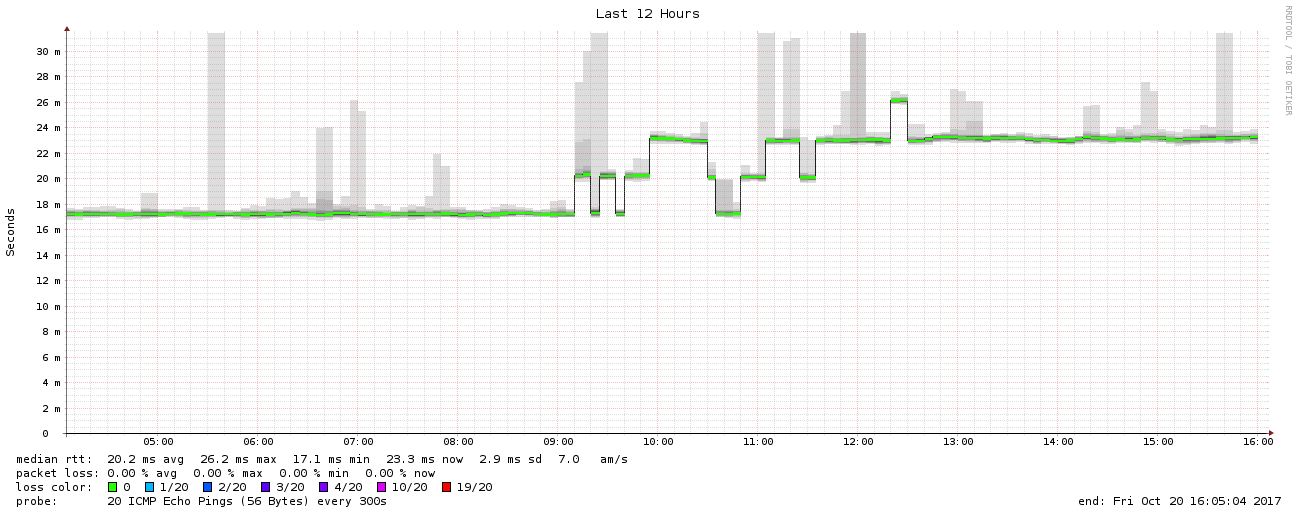 Last 12 Hours
RRDTOOL / TOBI OETIKER
Seconds
30 m
28 m
26 m
24 m
22 m
20 m
18 m
16 m
14 m
12 m
10 m
8 m
6 m
4 m
2 m
0
05:00 06:00 07:00 08:00 09:00 10:00 11:00 12:00 13:00 14:00 15:00 16:00
median rtt: 20.2 ms avg 26.2 ms max 17.1 ms min 23.3 ms now 2.9 ms sd 7.0 am/s
packet loss: 0.00 % avg 0.00 % max 0.00 % min 0.00 % now
loss color: 0 1/20 2/20 3/20 4/20 10/20 19/20
probe: 20 ICMP Echo Pings (56 Bytes) every 300s end: Fri Oct 20 16:05:04 2017